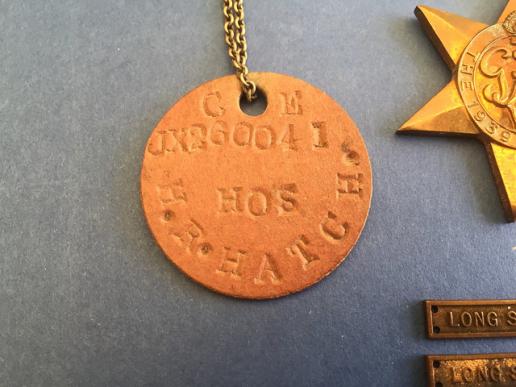 C E
JX260041
HOS
H.R.HATCH.
THE 1939
LONG S
LONG S